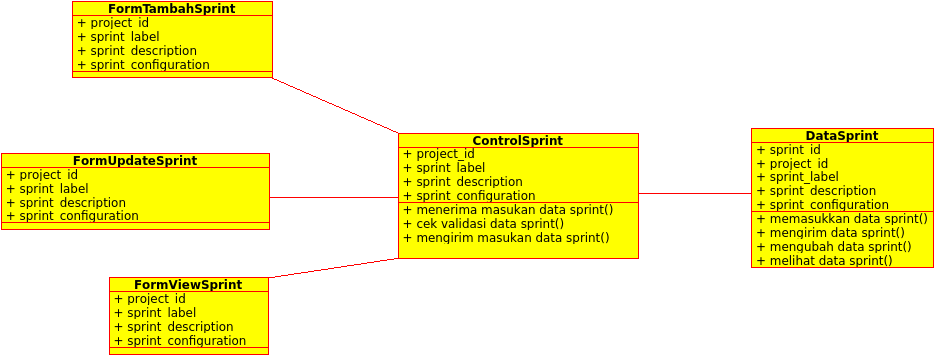 FormTambahSprint
+ project_id
+ sprint_label
+ sprint_description
+ sprint_configuration
FormUpdateSprint
+ project_id
+ sprint_label
+ sprint_description
+ sprint_configuration
FormViewSprint
+ project_id
+ sprint_label
+ sprint_description
+ sprint_configuration
ControlSprint
+ project_id
+ sprint_label
+ sprint_description
+ sprint_configuration
+ menerima masukan data sprint()
+ cek validasi data sprint()
+ mengirim masukan data sprint()
DataSprint
+ sprint_id
+ project_id
+ sprint_label
+ sprint_description
+ sprint_configuration
+ memasukkan data sprint()
+ mengirim data sprint()
+ mengubah data sprint()
+ melihat data sprint()